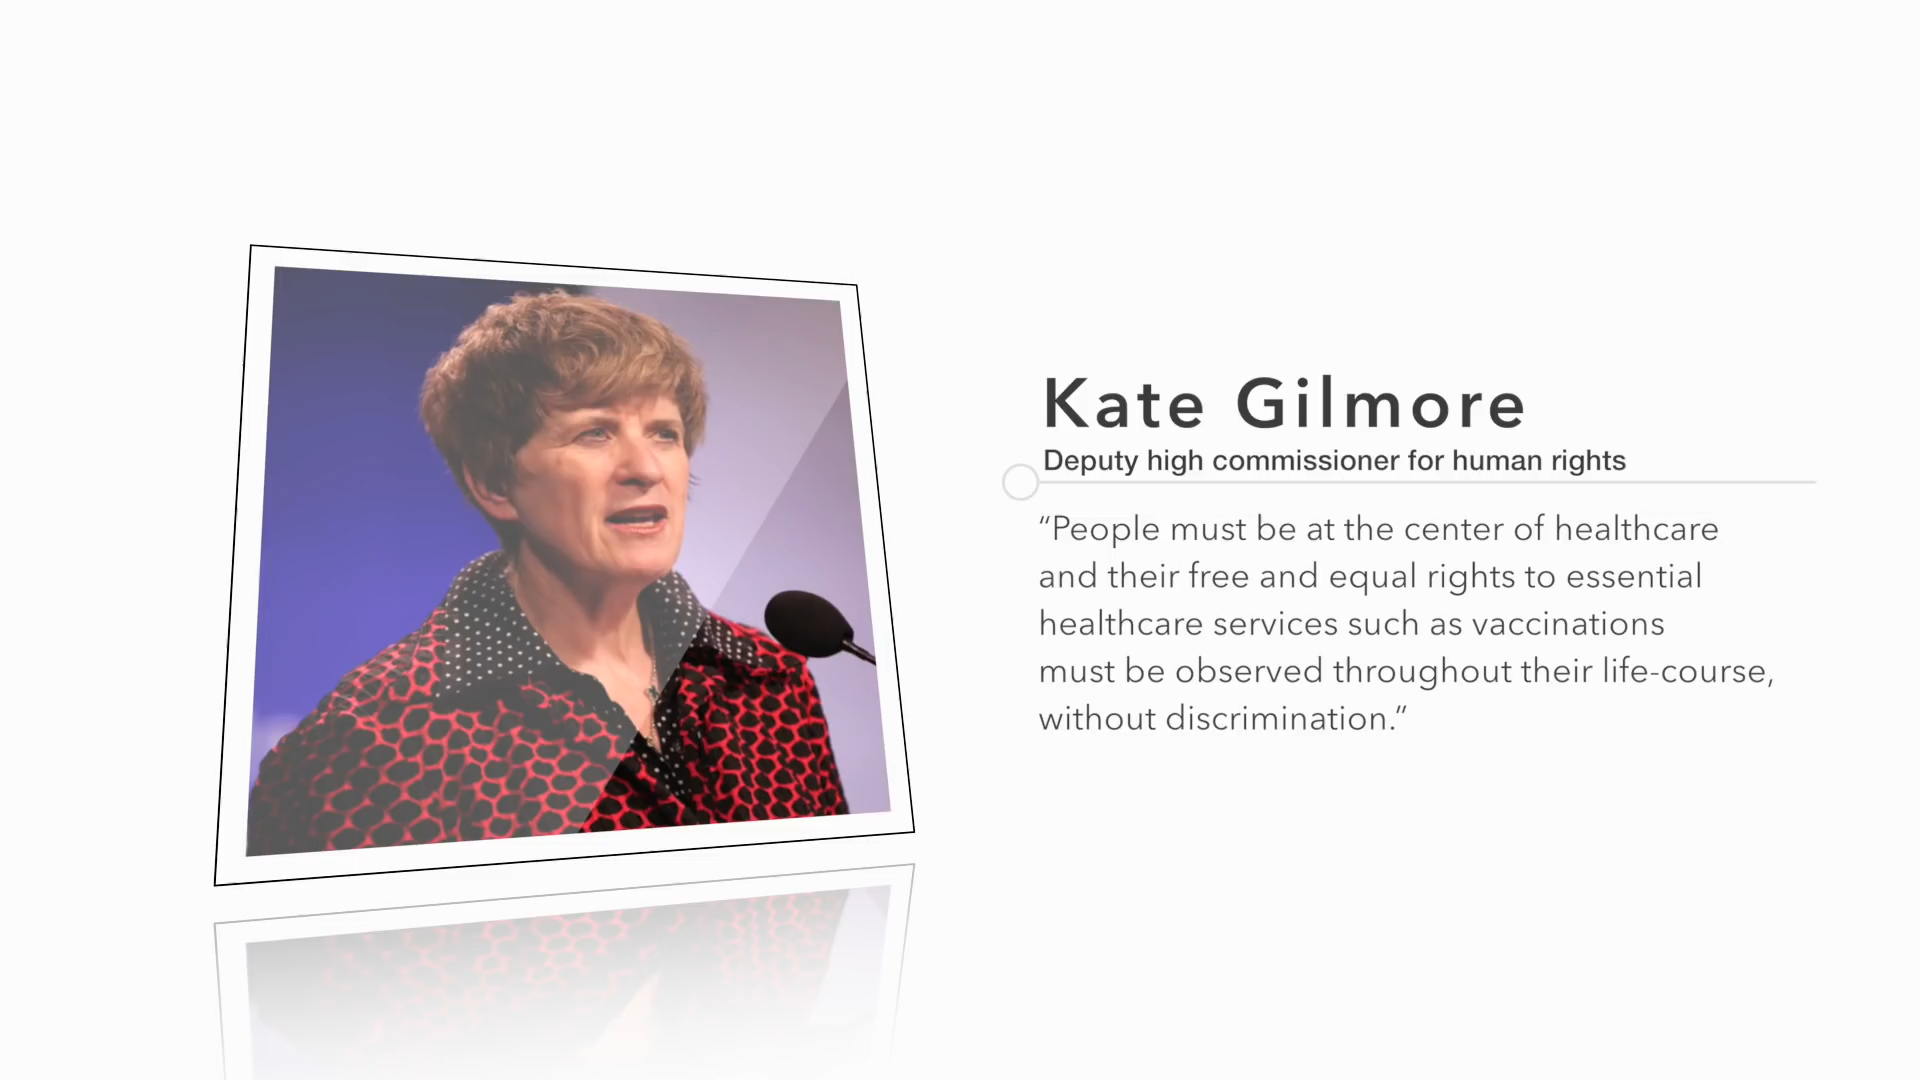 Kate Gilmore
Deputy high commissioner for human rights
“People must be at the center of healthcare
and their free and equal rights to essential
healthcare services such as vaccinations
must be observed throughout their life-course,
without discrimination.”